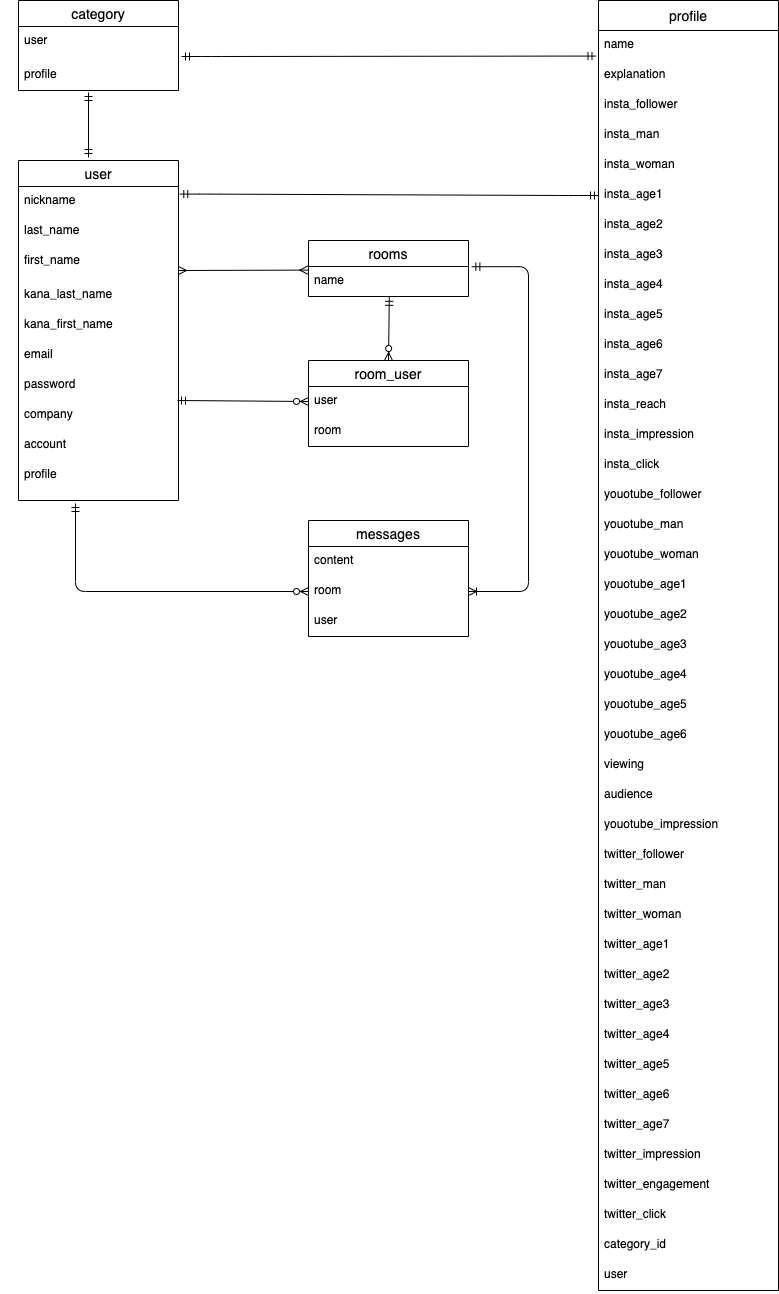 category
user
profile
user
nickname
last_name
first_name
kana_last_name
kana_first_name
email
password
company
account
profile
rooms
name
room_user
user
room
messages
content
room
user
profile
name
explanation
insta_follower
insta_man
insta_woman
insta_age1
insta_age2
insta_age3
insta_age4
insta_age5
insta_age6
insta_age7
insta_reach
insta_impression
insta_click
youotube_follower
youotube_man
youotube_woman
youotube_age1
youotube_age2
youotube_age3
youotube_age4
youotube_age5
youotube_age6
viewing
audience
youotube_impression
twitter_follower
twitter_man
twitter_woman
twitter_age1
twitter_age2
twitter_age3
twitter_age4
twitter_age5
twitter_age6
twitter_age7
twitter_impression
twitter_engagement
twitter_click
category_id
user